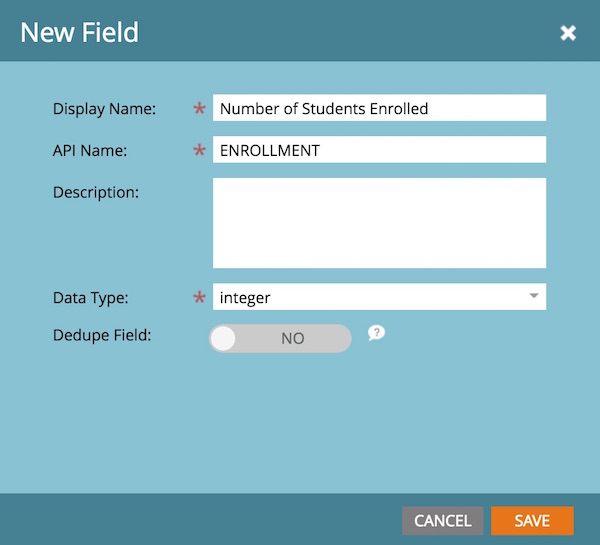 New Field
Display Name: * Number of Students Enrolled
API Name: * ENROLLMENT
Description:
Data Type: * integer
Dedupe Field: NO ?
CANCEL SAVE